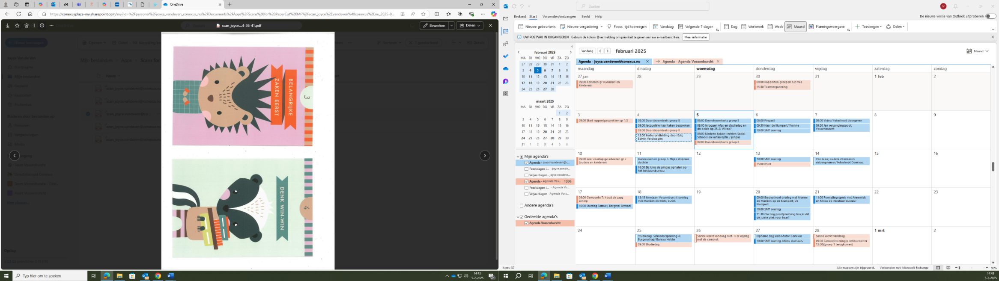 OneDrive
https://conexusplaza-my.sharepoint.com/my?id=%2Fpersonal%2Fjoyce_vandeven_conexus_nu%2FDocuments%2FApps%2FScans%20for%20PaperCut%20MF%2Fscan_joyce%2Evandeven%40conexus%2Enu_2025-0...
scan_joyce....4-36-41.pdf
Bewerken
Delen
Joyce Van de Ven
Startpagina
Mijn bestanden
Mijn bestanden
Apps
Scans for
Naam
BELANGRIJKE
ZAKEN EERST
3
DENK WIN-WIN
4
Typ hier om te zoeken
14:43
5-2-2025
24
Zoeken
JV
Bestand Start Verzenden/ontvangen Beeld Help
De nieuwe versie van Outlook uitproberen
Nieuwe gebeurtenis
Nieuwe vergadering
Focus tijd toevoegen
Vandaag
Volgende 7 dagen
Dag
Werkweek
Week
Maand
Planningsweergave
Toevoegen
Delen
UW POSTVAK IN ORGANISEREN Gebruik de kolom @vermelding om prioriteit te geven aan uw e-mailberichten. Meer informatie
februari 2025
MA DI WO DO VR ZA ZO
27 28 29 30 31 1 2
3 4 5 6 7 8 9
10 11 12 13 14 15 16
17 18 19 20 21 22 23
24 25 26 27 28
maart 2025
MA DI WO DO VR ZA ZO
1 2
3 4 5 6 7 8 9
10 11 12 13 14 15 16
17 18 19 20 21 22 23
24 25 26 27 28 29 30
31 1 2 3 4 5 6
Mijn agenda's
Agenda - joyce.vandeven@c...
Feestdagen i... - joyce.vande...
Verjaardagen - joyce.vandeve...
Agenda - Agenda Vos... 1336
Feestdagen i... - Agenda Vo...
Verjaardagen - Agenda Voss...
Andere agenda's
Gedeelde agenda's
Agenda Vossenburcht
Vandaag
februari 2025
Maand
Agenda - joyce.vandeven@conexus.nu
Agenda - Agenda Vossenburcht
maandag dinsdag woensdag donderdag vrijdag zaterdag zondag
27 jan 28 29 30 31 1 feb 2
09:00 Adviezen gr 8 (ouders en
kinderen)
09:00 Rapporten groepen 1/2 mee
15:30 Teamvergadering
3 4 5 6 7 8 9
09:00 Start rapportgesprekken gr 1/2
08:00 Doorstroomtoets groep 8
09:00 Jacqueline haar taken bespreken
09:00 Doorstroomtoets groep 8
13:00 Korte rondleiding door Esis;
Edwin Verploegen
08:00 Doorstroomtoets groep 8
09:00 Inloggen Afas en studiedag en
db beide op 25-2/ Wilma?
09:00 Marleen Kokke; rechten Social
Schools en vertaaloptie / pinpas
09:00 Doorstroomtoets groep 8
08:00 Pinpas!!
09:30 Naar de Klumpert/ Yvonne
10:00 SMT overleg
08:00 Video/ fotoshoot doorgeven
09:30 Jan vervangingspool;
Vossenburcht
10 11 12 13 14 15 16
09:00 Zeer voorlopige adviezen gr 7
(ouders en kinderen)
Bianca even in groep 7. Mijke afspraak
dochter
16:00 Bij Jules de pinpas ophalen op
het bestuursbureau
10:00 SMT overleg
15:00 BSOT
Vos & Zo; ouders informeren
videoopnames/ fotoshoot Conexus.
17 18 19 20 21 22 23
09:00 Gewoonte 7; houd de zaag
scherp
16:00 Overleg Samuel, Borgwal Bemmel
13:15 Kernteam Vossenburcht overleg
met Marleen en KION, SOOS
09:00 Bredeschool overleg met Yvonne
en Marleen op de Klumpert; De
Klumpert
10:00 SMT overleg
11:30 Overleg proefplaatsing Isra; is dit
de juiste plek voor haar?
11:00 Formatiegesprek met Annemiek
en Milou op ?bestuur bureau?
24 25 26 27 28 1 mrt 2
Studiedag. Schoolbespreking &
Burgerschap/ Bureau Helder
09:00 Studiedag
Sanne werkt vandaag niet. Is er vrijdag
met de carnaval.
Opname dag video-foto/ Conexus
10:00 SMT overleg. Milou sluit aan.
Sanne werkt vandaag.
09:00 Carnavalsviering (continurooster
12.00)(groep 1 terugkomen)
Items: 37
Alle mappen zijn bijgewerkt. Verbonden met: Microsoft Exchange
90%
14:43
5-2-2025